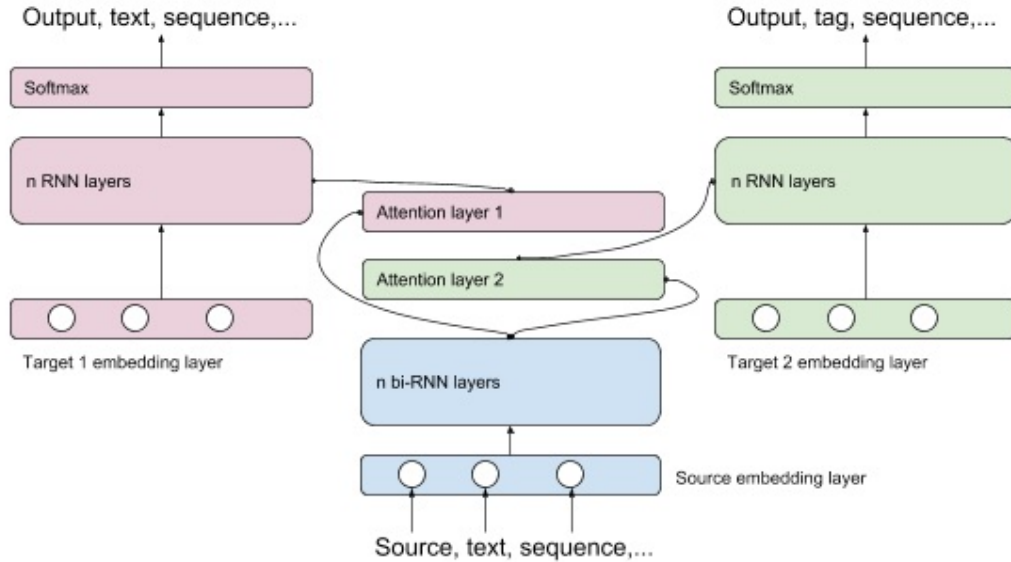 Output, text, sequence,...
Output, tag, sequence,...
Softmax
Softmax
n RNN layers
n RNN layers
Attention layer 1
Attention layer 2
Target 1 embedding layer
Target 2 embedding layer
n bi-RNN layers
Source embedding layer
Source, text, sequence,...